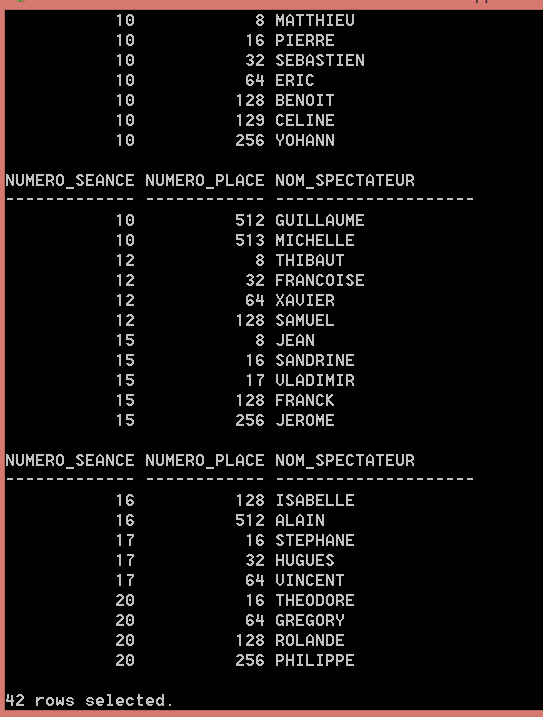 10 8 MATTHIEU
10 16 PIERRE
10 32 SEBASTIEN
10 64 ERIC
10 128 BENOIT
10 129 CELINE
10 256 YOHANN
NUMERO_SEANCE NUMERO_PLACE NOM_SPECTATEUR
------------- ------------ --------------------
10 512 GUILLAUME
10 513 MICHELLE
12 8 THIBAUT
12 32 FRANCOISE
12 64 XAVIER
12 128 SAMUEL
15 8 JEAN
15 16 SANDRINE
15 17 VLADIMIR
15 128 FRANCK
15 256 JEROME
NUMERO_SEANCE NUMERO_PLACE NOM_SPECTATEUR
------------- ------------ --------------------
16 128 ISABELLE
16 512 ALAIN
17 16 STEPHANE
17 32 HUGUES
17 64 VINCENT
20 16 THEODORE
20 64 GREGORY
20 128 ROLANDE
20 256 PHILIPPE
42 rows selected.